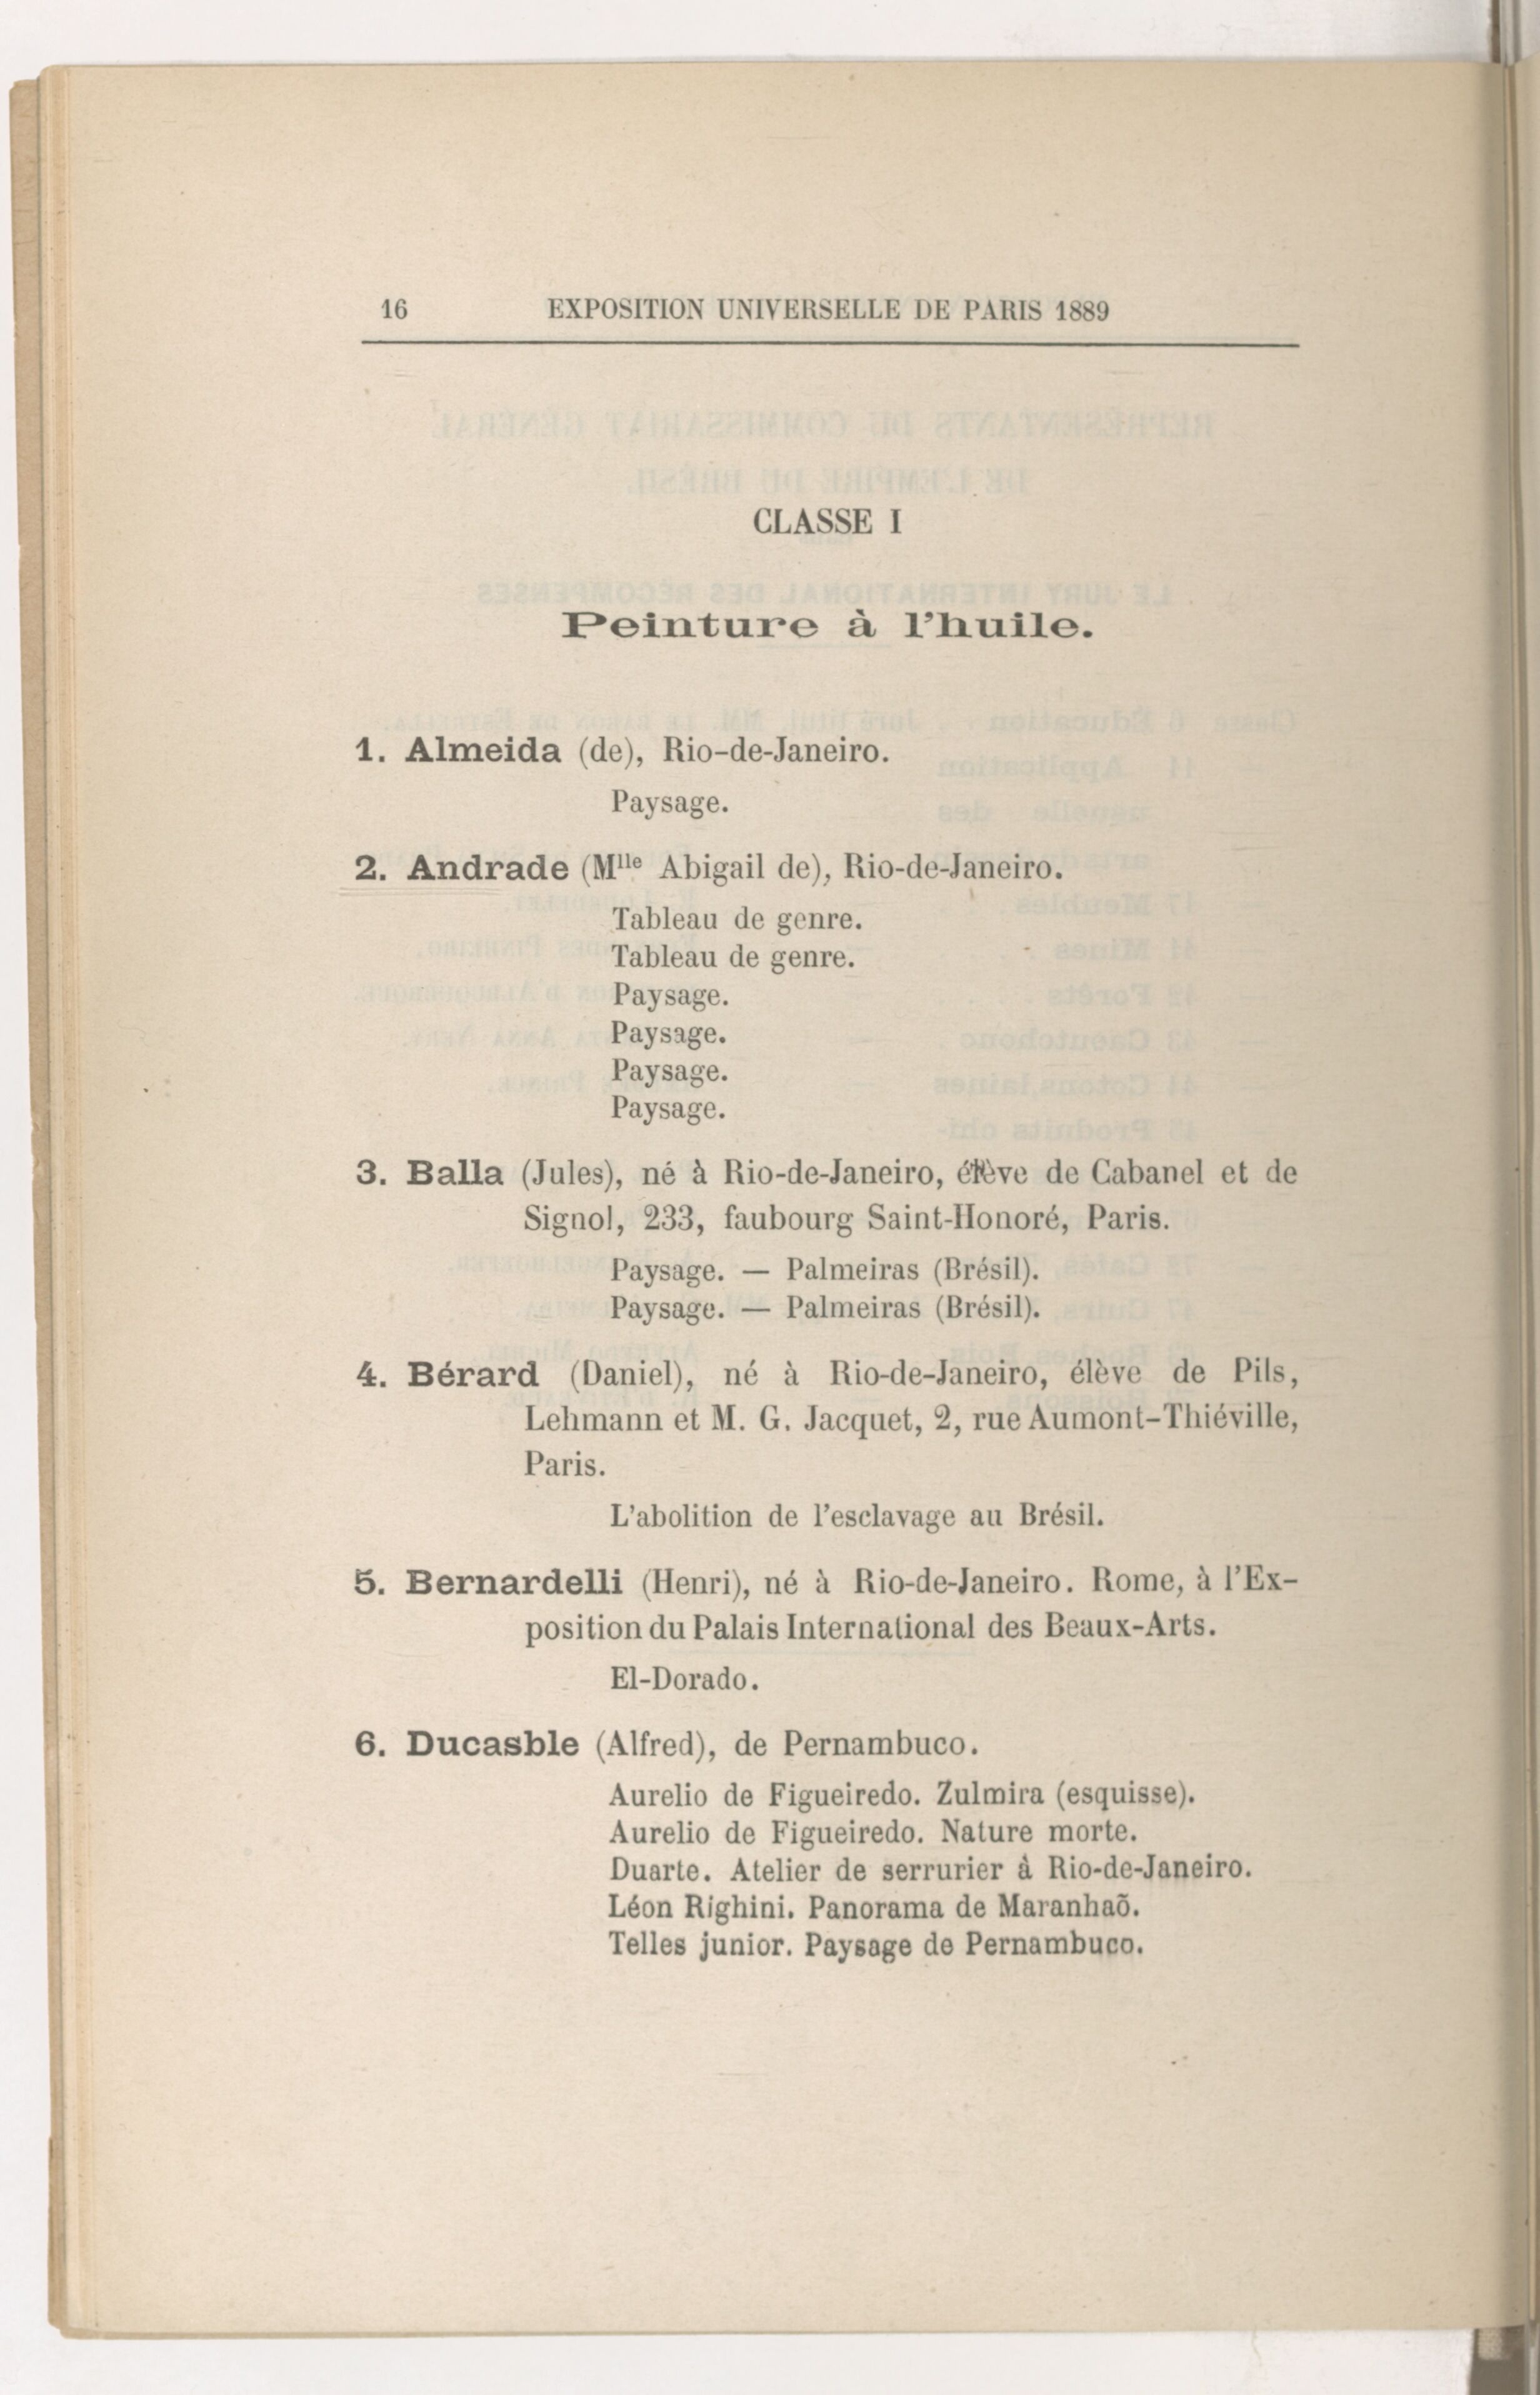 16 EXPOSITION UNIVERSELLE DE PARIS 1889
CLASSE I
Peinture à l'huile.
1. Almeida (de), Rio-de-Janeiro.
Paysage.
2. Andrade (Mlle Abigail de), Rio-de-Janeiro.
Tableau de genre.
Tableau de genre.
Paysage.
Paysage.
Paysage.
Paysage.
3. Balla (Jules), né à Rio-de-Janeiro, élève de Cabanel et de
Signol, 233, faubourg Saint-Honoré, Paris.
Paysage. — Palmeiras (Brésil).
Paysage. — Palmeiras (Brésil).
4. Bérard (Daniel), né à Rio-de-Janeiro, élève de Pils,
Lehmann et M. G. Jacquet, 2, rue Aumont-Thiéville,
Paris.
L'abolition de l'esclavage au Brésil.
5. Bernardelli (Henri), né à Rio-de-Janeiro. Rome, à l'Ex-
position du Palais International des Beaux-Arts.
El-Dorado.
6. Ducasble (Alfred), de Pernambuco.
Aurelio de Figueiredo. Zulmira (esquisse).
Aurelio de Figueiredo. Nature morte.
Duarte. Atelier de serrurier à Rio-de-Janeiro.
Léon Righini. Panorama de Maranhaõ.
Telles junior. Paysage de Pernambuco.